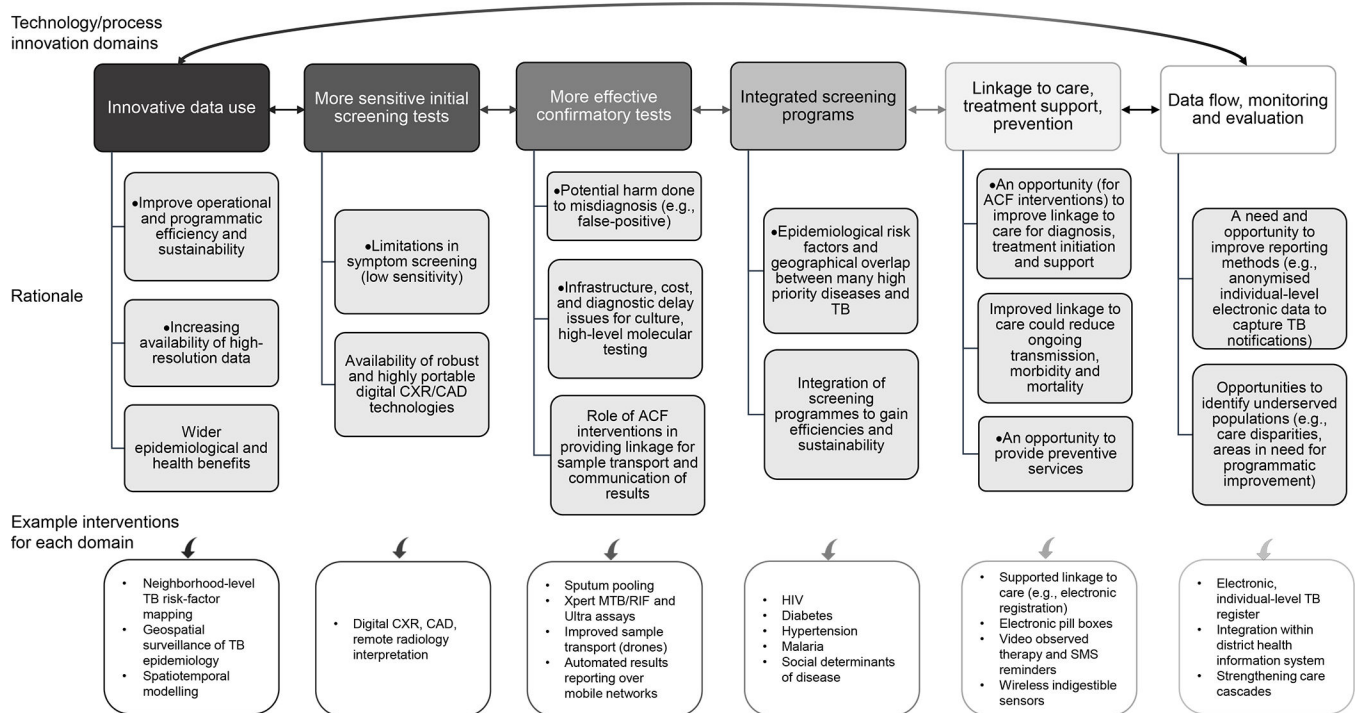 Technology/process
innovation domains
Innovative data use
More sensitive initial
screening tests
More effective
confirmatory tests
Integrated screening
programs
Linkage to care,
treatment support,
prevention
Data flow, monitoring
and evaluation
Rationale
•Improve operational
and programmatic
efficiency and
sustainability
•Increasing
availability of high-
resolution data
Wider
epidemiological and
health benefits
•Limitations in
symptom screening
(low sensitivity)
Availability of robust
and highly portable
digital CXR/CAD
technologies
•Potential harm done
to misdiagnosis (e.g.,
false-positive)
•Infrastructure, cost,
and diagnostic delay
issues for culture,
high-level molecular
testing
Role of ACF
interventions in
providing linkage for
sample transport and
communication of
results
•Epidemiological risk
factors and
geographical overlap
between many high
priority diseases and
TB
Integration of
screening
programmes to gain
efficiencies and
sustainability
•An opportunity (for
ACF interventions) to
improve linkage to
care for diagnosis,
treatment initiation
and support
Improved linkage to
care could reduce
ongoing
transmission,
morbidity and
mortality
•An opportunity to
provide preventive
services
A need and
opportunity to
improve reporting
methods (e.g.,
anonymised
individual-level
electronic data to
capture TB
notifications)
Opportunities to
identify underserved
populations (e.g.,
care disparities,
areas in need for
programmatic
improvement)
Example interventions
for each domain
• Neighborhood-level
TB risk-factor
mapping
• Geospatial
surveillance of TB
epidemiology
• Spatiotemporal
modelling
• Digital CXR, CAD,
remote radiology
interpretation
• Sputum pooling
• Xpert MTB/RIF and
Ultra assays
• Improved sample
transport (drones)
• Automated results
reporting over
mobile networks
• HIV
• Diabetes
• Hypertension
• Malaria
• Social determinants
of disease
• Supported linkage to
care (e.g., electronic
registration)
• Electronic pill boxes
• Video observed
therapy and SMS
reminders
• Wireless indigestible
sensors
• Electronic,
individual-level TB
register
• Integration within
district health
information system
• Strengthening care
cascades